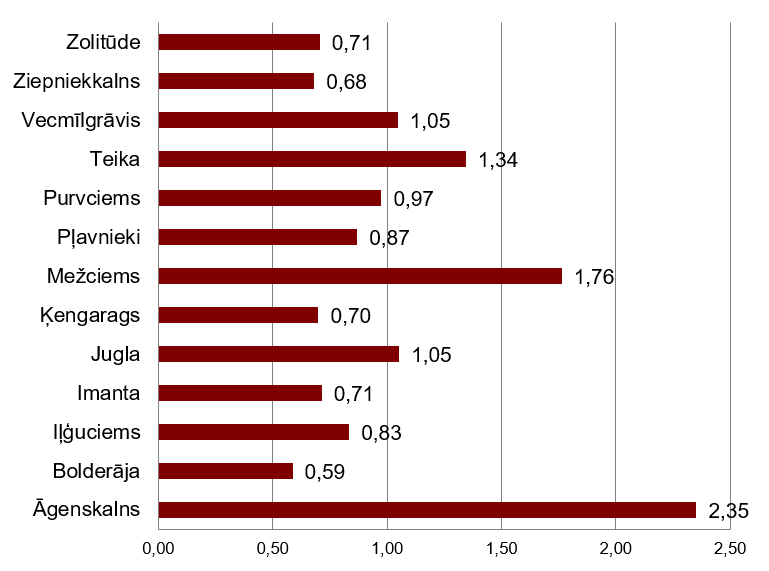 Zolitūde 0,71
Ziepniekkalns 0,68
Vecmīlgrāvis 1,05
Teika 1,34
Purvciems 0,97
Pļavnieki 0,87
Mežciems 1,76
Ķengarags 0,70
Jugla 1,05
Imanta 0,71
Iļģuciems 0,83
Bolderāja 0,59
Āgenskalns 2,35
0,00 0,50 1,00 1,50 2,00 2,50